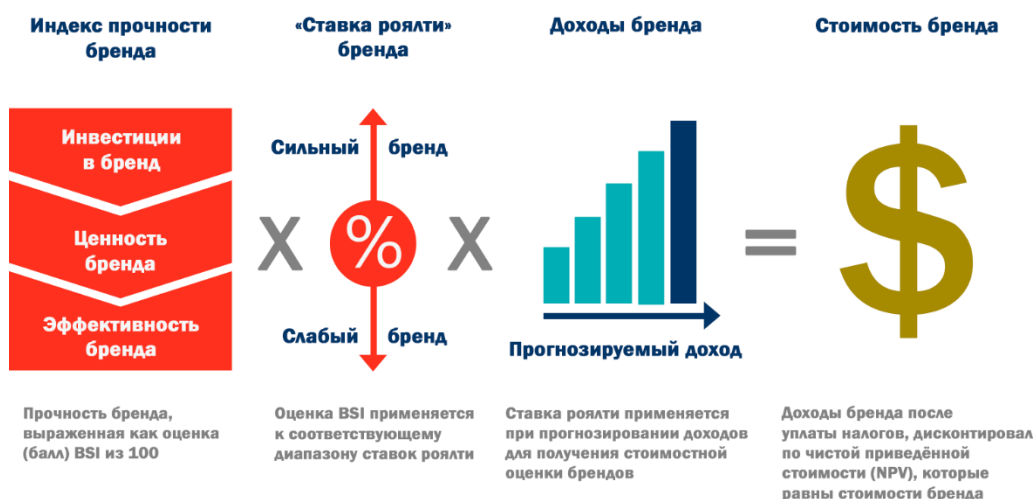 Индекс прочности
бренда
«Ставка роялти»
бренда
Доходы бренда
Стоимость бренда
Инвестиции
в бренд
Ценность
бренда
Эффективность
бренда
X
Сильный бренд
%
Слабый бренд
X
Прогнозируемый доход
=
$
Прочность бренда,
выраженная как оценка
(балл) BSI из 100
Оценка BSI применяется
к соответствующему
диапазону ставок роялти
Ставка роялти применяется
при прогнозировании доходов
для получения стоимостной
оценки брендов
Доходы бренда после
уплаты налогов, дисконтировал
по чистой приведённой
стоимости (NPV), которые
равны стоимости бренда